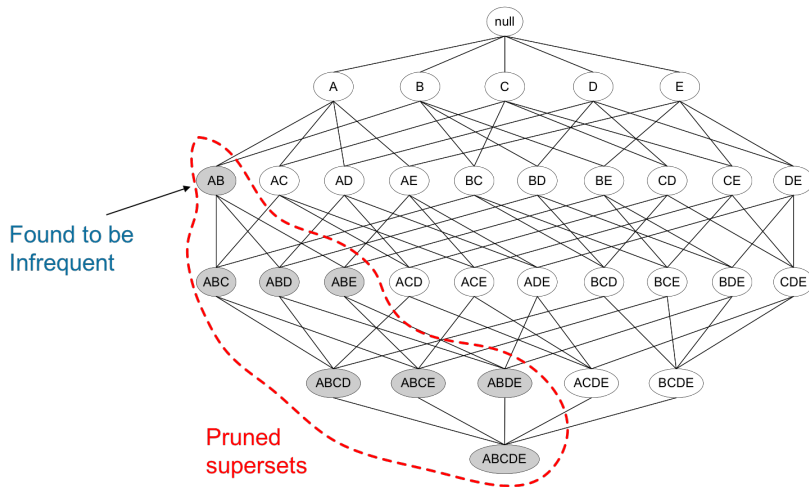 null
A B C D E
AB AC AD AE BC BD BE CD CE DE
Found to be
Infrequent
ABC ABD ABE ACD ACE ADE BCD BCE BDE CDE
ABCD ABCE ABDE ACDE BCDE
Pruned
supersets
ABCDE